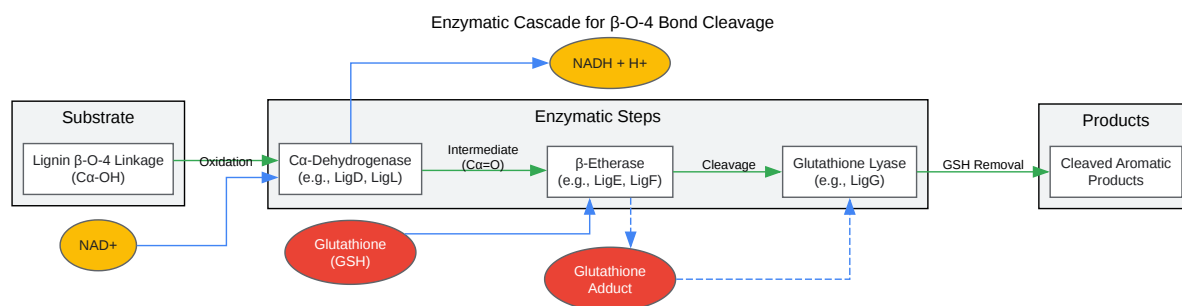 Enzymatic Cascade for β-O-4 Bond Cleavage
NADH + H+
Substrate
Lignin β-O-4 Linkage
(Cα-OH)
Oxidation
NAD+
Enzymatic Steps
Cα-Dehydrogenase
(e.g., LigD, LigL)
Intermediate
(Cα=O)
β-Etherase
(e.g., LigE, LigF)
Cleavage
Glutathione Lyase
(e.g., LigG)
GSH Removal
Products
Cleaved Aromatic
Products
Glutathione
(GSH)
Glutathione
Adduct